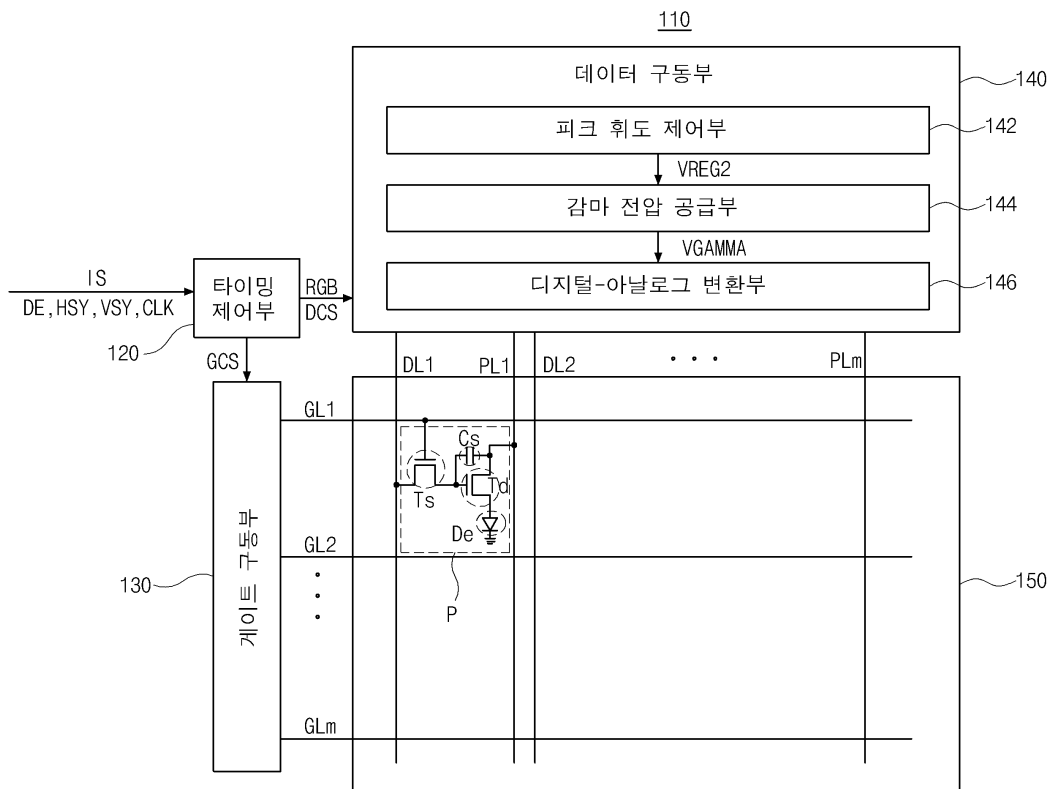 110
데이터 구동부
140
피크 휘도 제어부
142
VREG2
감마 전압 공급부
144
VGAMMA
디지털-아날로그 변환부
146
IS
DE,HSY,VSY,CLK
타이밍
제어부
120
RGB
DCS
GCS
DL1
PL1
DL2
PLm
GL1
Cs
Ts
Td
De
GL2
P
게이트 구동부
130
150
GLm